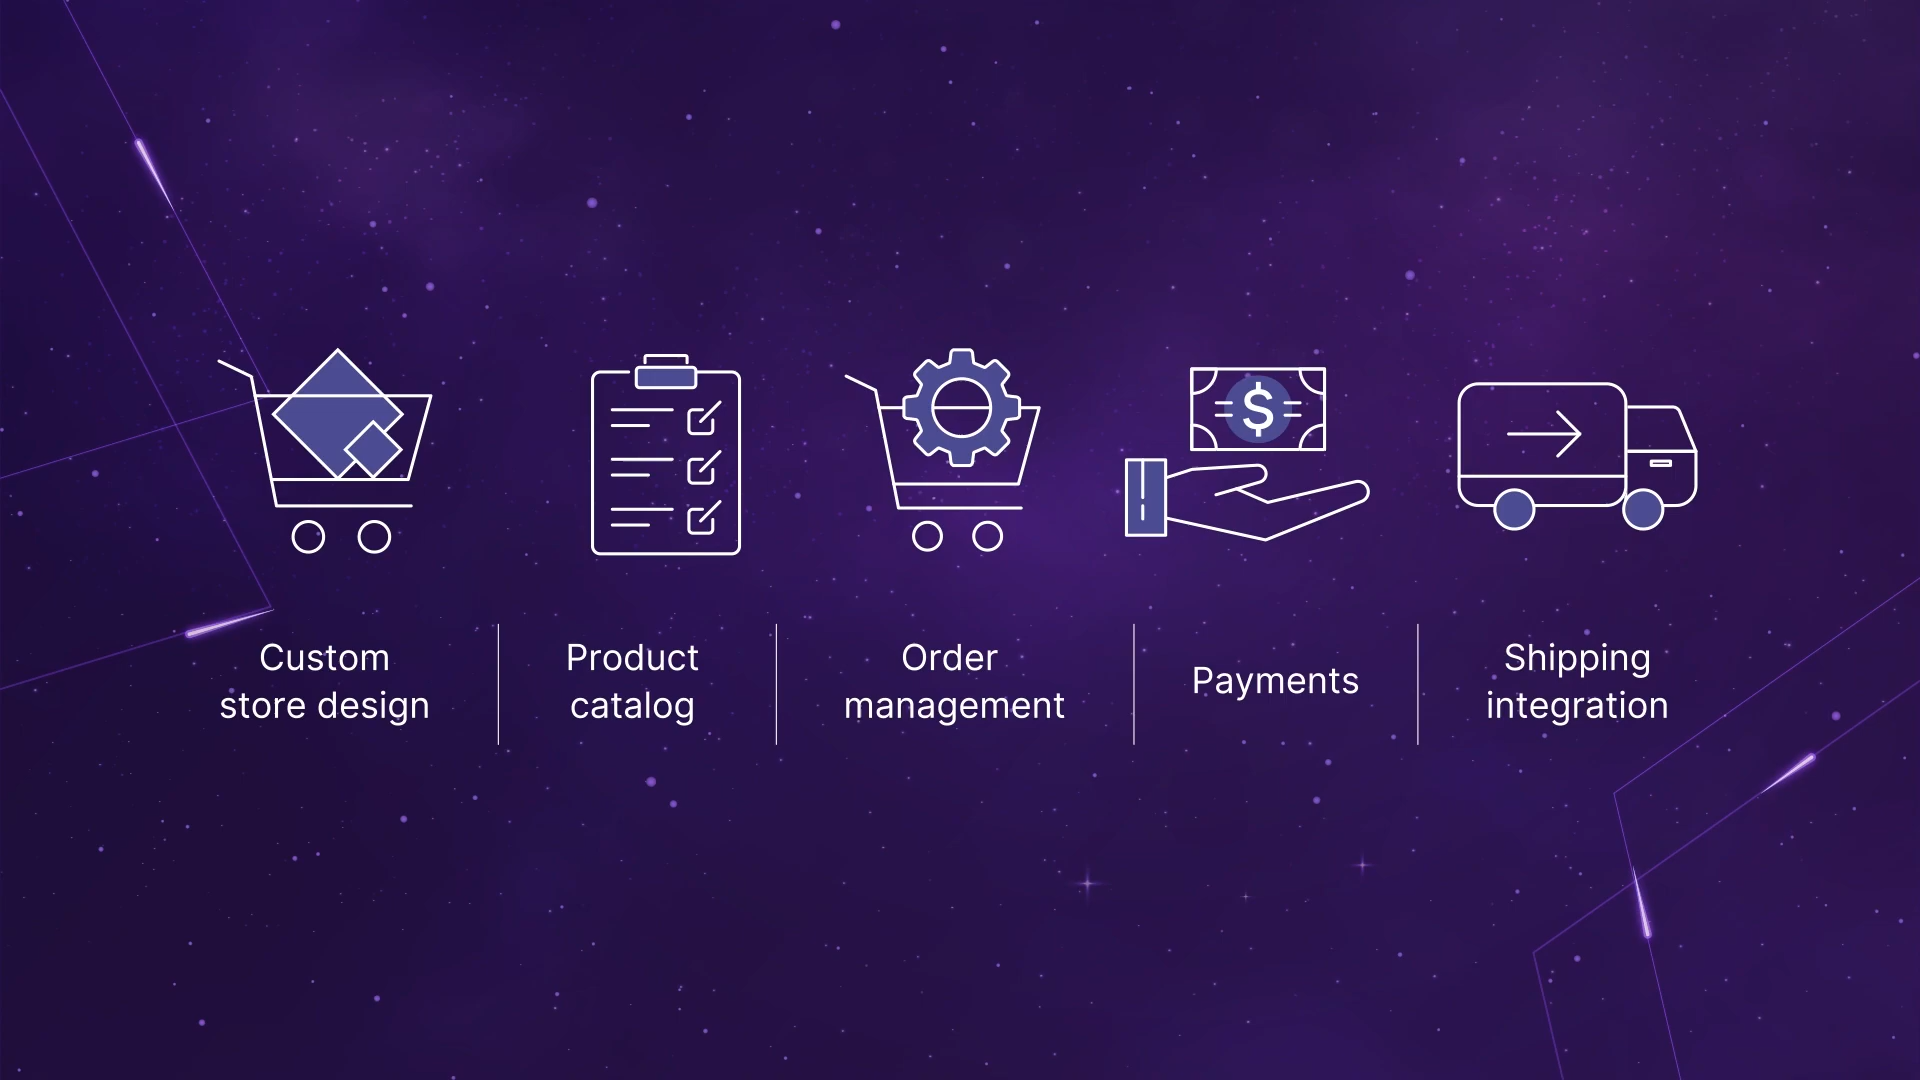 $
Custom
store design
Product
catalog
Order
management
Payments
Shipping
integration